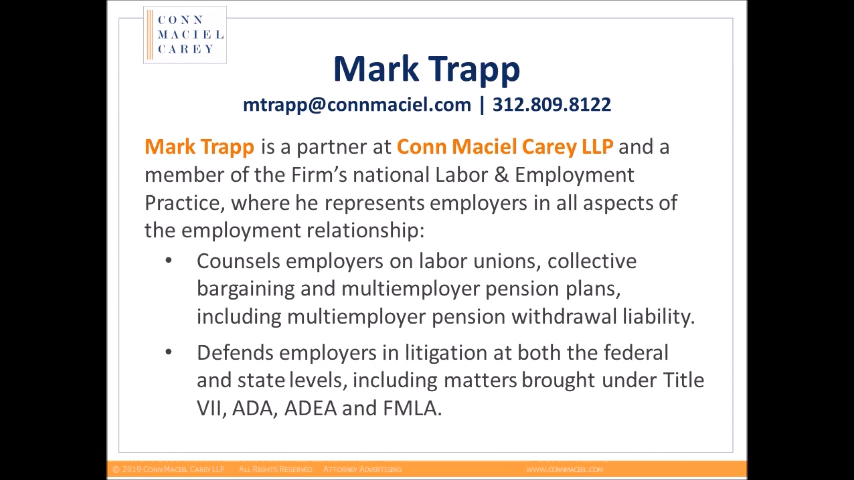 CONN
MACIEL
CAREY
Mark Trapp
mtrapp@connmaciel.com | 312.809.8122
Mark Trapp is a partner at Conn Maciel Carey LLP and a
member of the Firm's national Labor & Employment
Practice, where he represents employers in all aspects of
the employment relationship:
• Counsels employers on labor unions, collective
bargaining and multiemployer pension plans,
including multiemployer pension withdrawal liability.
• Defends employers in litigation at both the federal
and state levels, including matters brought under Title
VII, ADA, ADEA and FMLA.
© 2019 CONN MACIEL CAREY LLP ALL RIGHTS RESERVED ATTORNEY ADVERTISING WWW.CONNMACIEL.COM